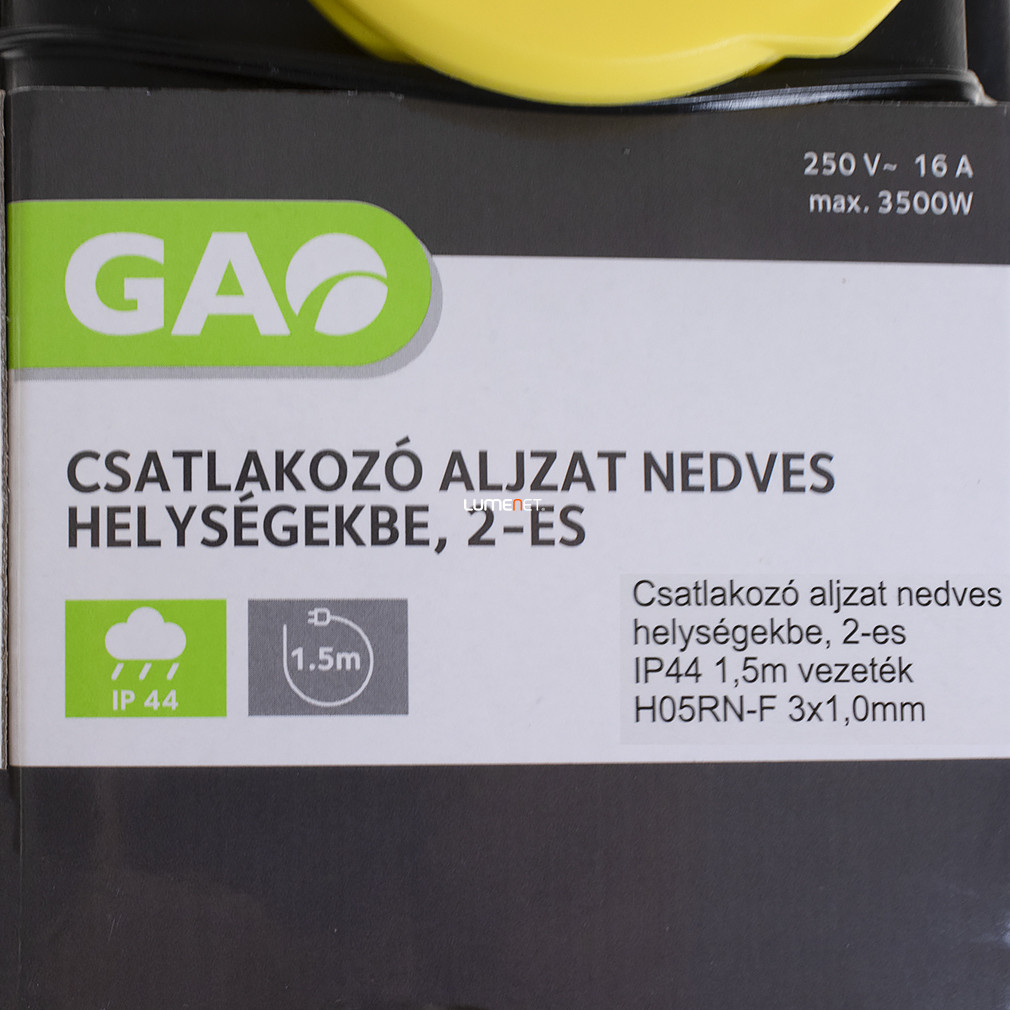 250 V~ 16 A
max. 3500W
GAO
CSATLAKOZÓ ALJZAT NEDVES
LUMENET
HELYSÉGEKBE, 2-ES
IP 44
1.5m
Csatlakozó aljzat nedves
helységekbe, 2-es
IP44 1,5m vezeték
H05RN-F 3x1,0mm